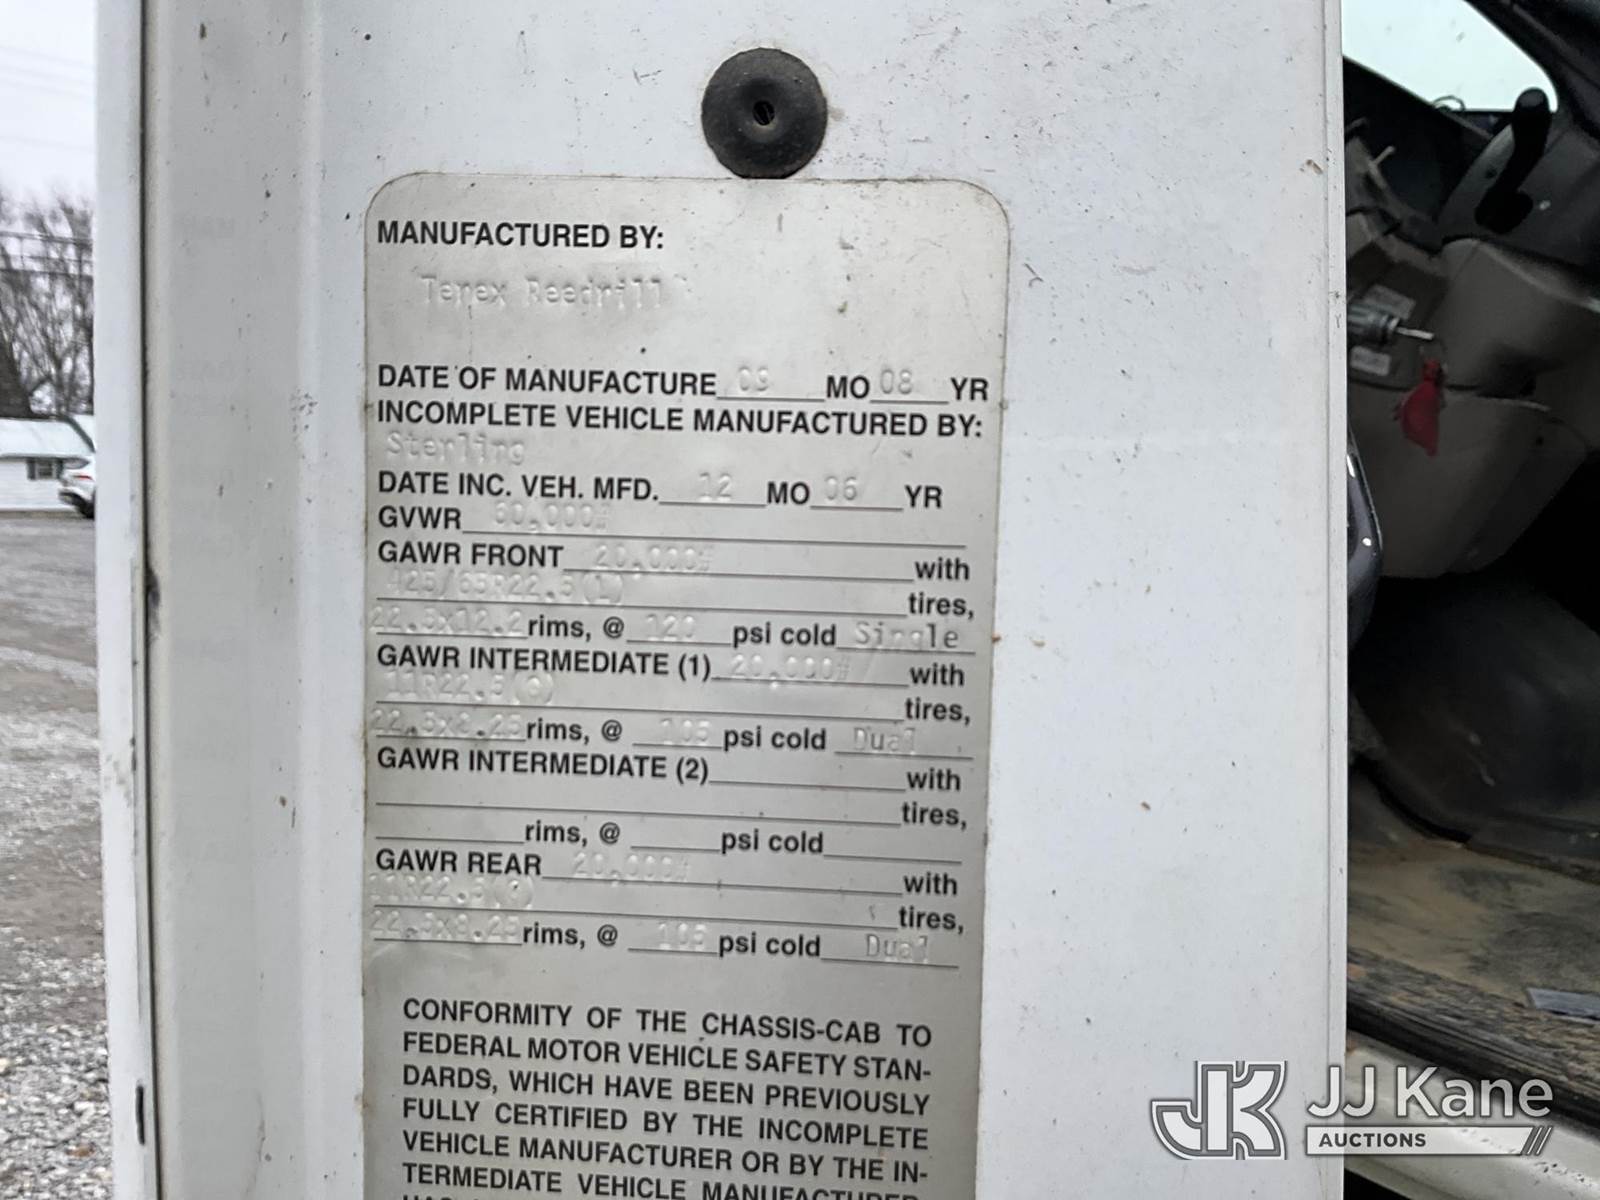 MANUFACTURED BY:
Terex Reedrill
DATE OF MANUFACTURE 09 MO 08 YR
INCOMPLETE VEHICLE MANUFACTURED BY:
Sterling
DATE INC. VEH. MFD. 12 MO 06 YR
GVWR 60,000#
GAWR FRONT 20,000# with
425/65R22.5(L) tires,
22.5x12.2 rims, @ 120 psi cold Single
GAWR INTERMEDIATE (1) 20,000# with
11R22.5(G) tires,
22.5x8.25 rims, @ 105 psi cold Dual
GAWR INTERMEDIATE (2) with
tires,
rims, @ psi cold
GAWR REAR 20,000# with
11R22.5(G) tires,
22.5x8.25 rims, @ 105 psi cold Dual
CONFORMITY OF THE CHASSIS-CAB TO
FEDERAL MOTOR VEHICLE SAFETY STAN-
DARDS, WHICH HAVE BEEN PREVIOUSLY
FULLY CERTIFIED BY THE INCOMPLETE
VEHICLE MANUFACTURER OR BY THE IN-
TERMEDIATE VEHICLE MANUFACTURER
JK JJ Kane
AUCTIONS